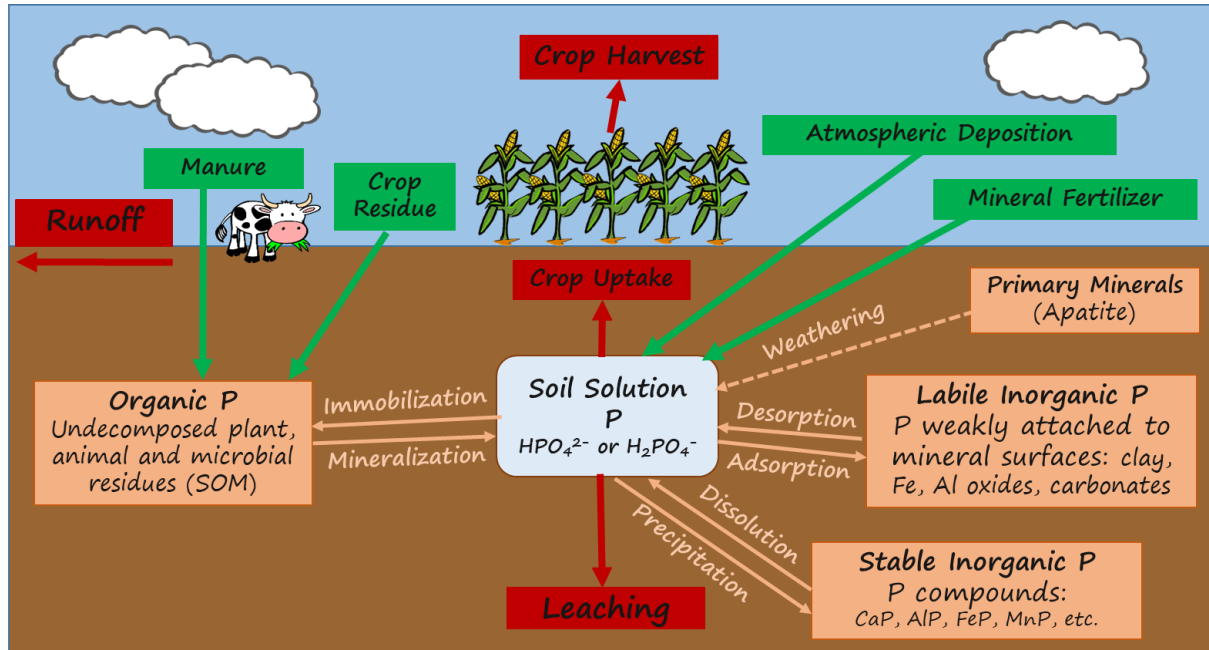 Crop Harvest
Atmospheric Deposition
Manure
Crop
Residue
Mineral Fertilizer
Runoff
Crop Uptake
Primary Minerals
(Apatite)
Weathering
Organic P
Undecomposed plant,
animal and microbial
residues (SOM)
Immobilization
Mineralization
Soil Solution
P
HPO₄²⁻ or H₂PO₄⁻
Desorption
Adsorption
Labile Inorganic P
P weakly attached to
mineral surfaces: clay,
Fe, Al oxides, carbonates
Dissolution
Precipitation
Stable Inorganic P
P compounds:
CaP, AlP, FeP, MnP, etc.
Leaching